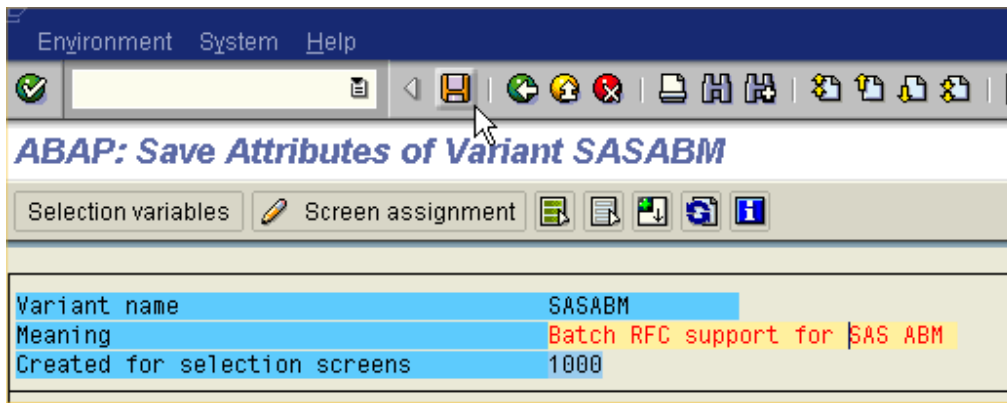 Environment System Help
ABAP: Save Attributes of Variant SASABM
Selection variables Screen assignment
Variant name SASABM
Meaning Batch RFC support for SAS ABM
Created for selection screens 1000